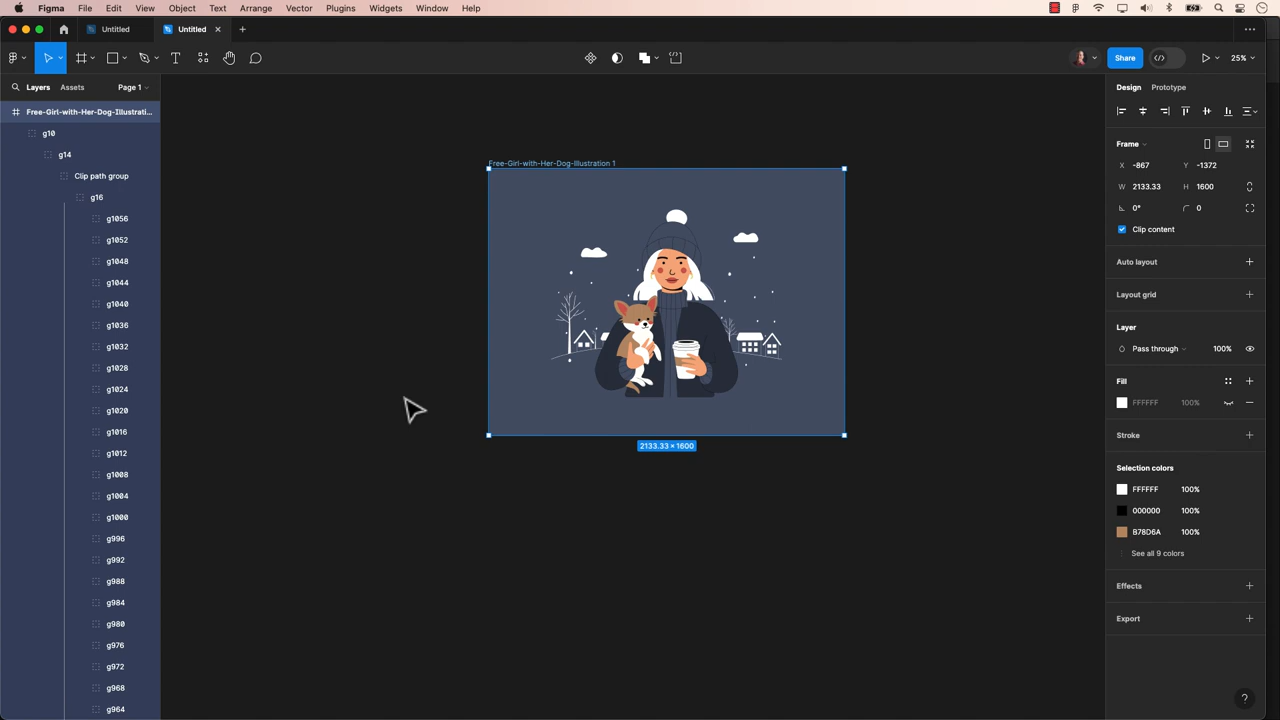 Figma File Edit View Object Text Arrange Vector Plugins Widgets Window Help
Untitled Untitled
Share 25%
Layers Assets Page 1
Design Prototype
Free-Girl-with-Her-Dog-Illustrati...
g10
g14
Clip path group
g16
g1056
g1052
g1048
g1044
g1040
g1036
g1032
g1028
g1024
g1020
g1016
g1012
g1008
g1004
g1000
g996
g992
g988
g984
g980
g976
g972
g968
g964
Free-Girl-with-Her-Dog-Illustration 1
2133.33 × 1600
Frame
X -867 Y -1372
W 2133.33 H 1600
0° 0
Clip content
Auto layout
Layout grid
Layer
Pass through 100%
Fill
FFFFFF 100%
Stroke
Selection colors
FFFFFF 100%
000000 100%
B78D6A 100%
See all 9 colors
Effects
Export
?